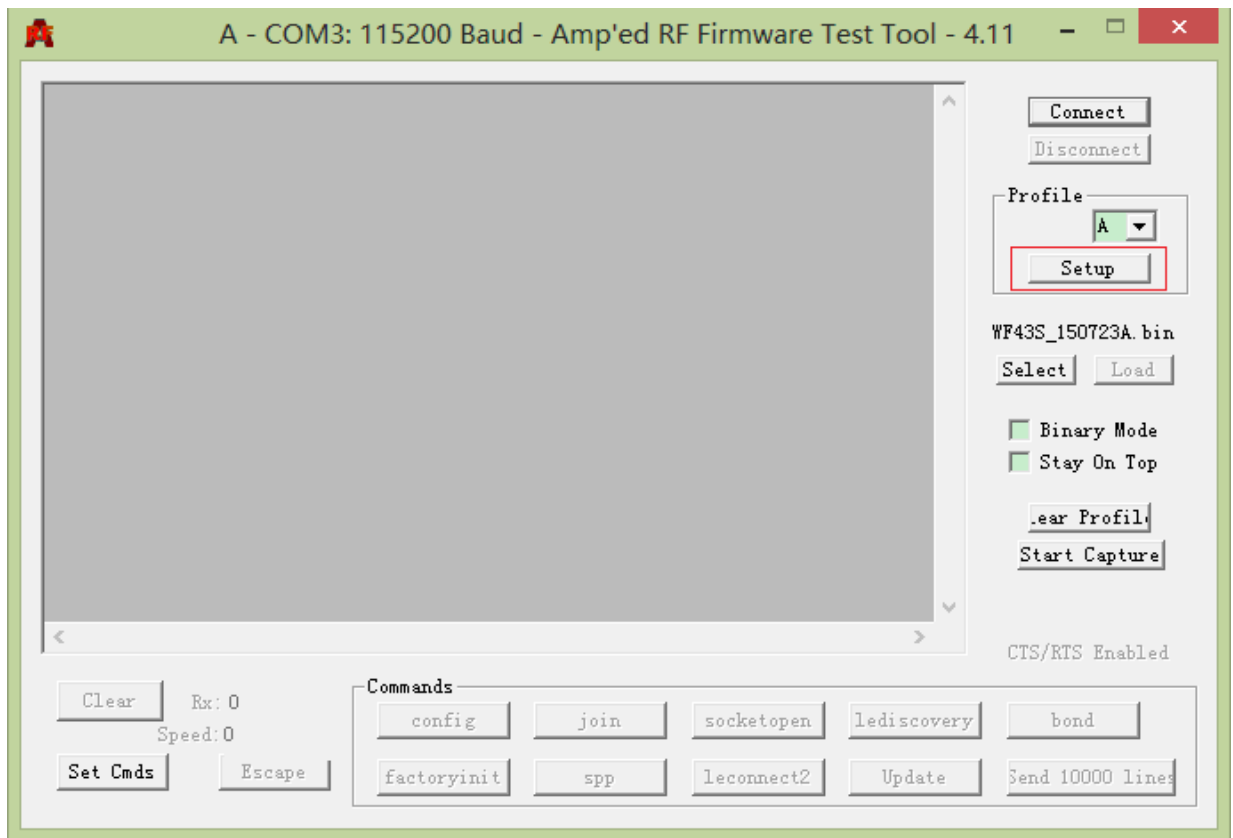 A - COM3: 115200 Baud - Amp'ed RF Firmware Test Tool - 4.11
Connect
Disconnect
Profile
A
Setup
WF43S_150723A.bin
Select Load
Binary Mode
Stay On Top
.ear Profil
Start Capture
CTS/RTS Enabled
Clear Rx: 0
Speed: 0
Set Cmds Escape
Commands
config join socketopen lediscovery bond
factoryinit spp leconnect2 Update Send 10000 lines